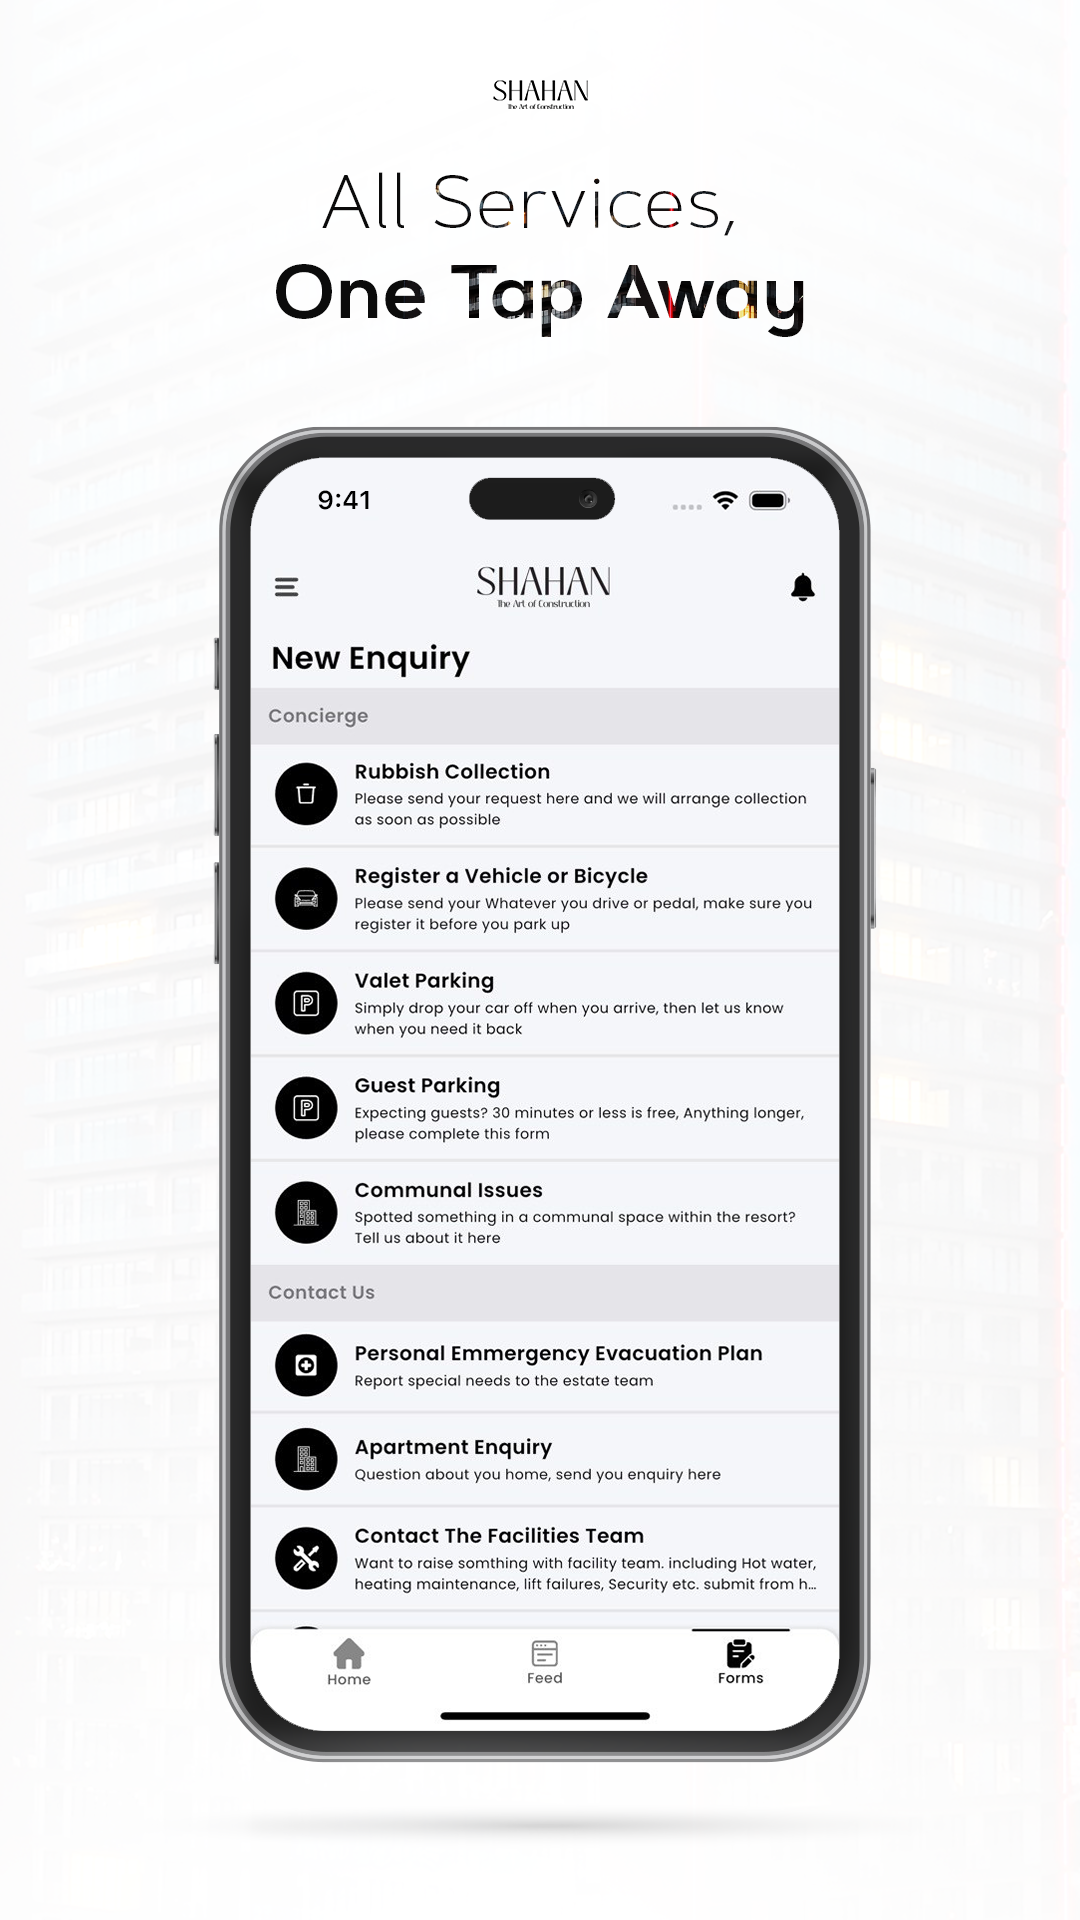 SHAHAN
The Art of Construction
All Services,
One Tap Away
9:41
SHAHAN
The Art of Construction
New Enquiry
Concierge
Rubbish Collection
Please send your request here and we will arrange collection
as soon as possible
Register a Vehicle or Bicycle
Please send your Whatever you drive or pedal, make sure you
register it before you park up
Valet Parking
Simply drop your car off when you arrive, then let us know
when you need it back
Guest Parking
Expecting guests? 30 minutes or less is free, Anything longer,
please complete this form
Communal Issues
Spotted something in a communal space within the resort?
Tell us about it here
Contact Us
Personal Emmergency Evacuation Plan
Report special needs to the estate team
Apartment Enquiry
Question about you home, send you enquiry here
Contact The Facilities Team
Want to raise somthing with facility team. including Hot water,
heating maintenance, lift failures, Security etc. submit from h...
Home
Feed
Forms